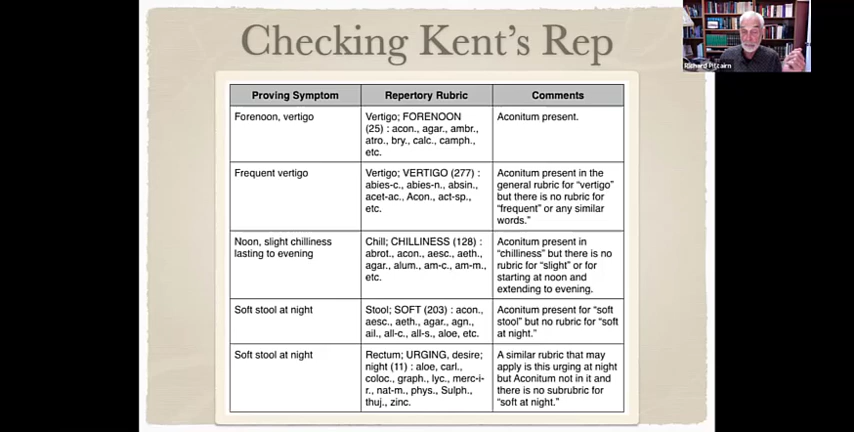 Checking Kent's Rep
Richard Pitcairn
Proving Symptom
Repertory Rubric
Comments
Forenoon, vertigo
Vertigo; FORENOON
(25) : acon., agar., ambr.,
atro., bry., calc., camph.,
etc.
Aconitum present.
Frequent vertigo
Vertigo; VERTIGO (277) :
abies-c., abies-n., absin.,
acet-ac., Acon., act-sp.,
etc.
Aconitum present in the
general rubric for "vertigo"
but there is no rubric for
"frequent" or any similar
words."
Noon, slight chilliness
lasting to evening
Chill; CHILLINESS (128) :
abrot., acon., aesc., aeth.,
agar., alum., am-c., am-m.,
etc.
Aconitum present in
"chilliness" but there is no
rubric for "slight" or for
starting at noon and
extending to evening.
Soft stool at night
Stool; SOFT (203) : acon.,
aesc., aeth., agar., agn.,
ail., all-c., all-s., aloe, etc.
Aconitum present for "soft
stool" but no rubric for "soft
at night."
Soft stool at night
Rectum; URGING, desire;
night (11) : aloe, carl.,
coloc., graph., lyc., merc-i-
r., nat-m., phys., Sulph.,
thuj., zinc.
A similar rubric that may
apply is this urging at night
but Aconitum not in it and
there is no subrubric for
"soft at night."